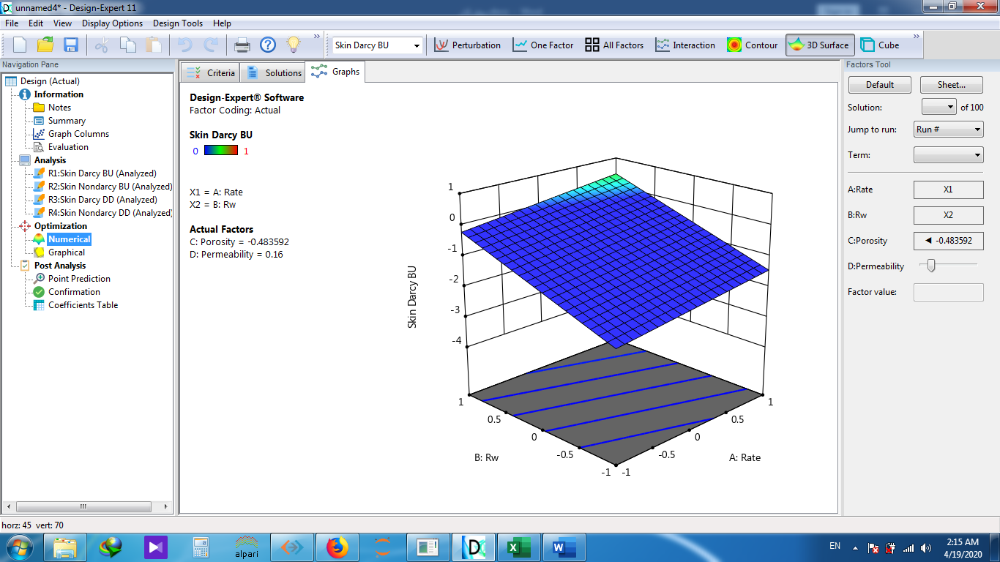 unnamed4* - Design-Expert 11
File Edit View Display Options Design Tools Help
Skin Darcy BU Perturbation One Factor All Factors Interaction Contour 3D Surface Cube
Navigation Pane
Design (Actual)
Information
Notes
Summary
Graph Columns
Evaluation
Analysis
R1:Skin Darcy BU (Analyzed)
R2:Skin Nondarcy BU (Analyzed)
R3:Skin Darcy DD (Analyzed)
R4:Skin Nondarcy DD (Analyzed)
Optimization
Numerical
Graphical
Post Analysis
Point Prediction
Confirmation
Coefficients Table
Criteria Solutions Graphs
Design-Expert® Software
Factor Coding: Actual
Skin Darcy BU
0 1
X1 = A: Rate
X2 = B: Rw
Actual Factors
C: Porosity = -0.483592
D: Permeability = 0.16
1
0
-1
-2
-3
-4
Skin Darcy BU
1
0.5
0
-0.5
-1
B: Rw
-1
-0.5
0
0.5
1
A: Rate
Factors Tool
Default Sheet...
Solution: of 100
Jump to run: Run #
Term:
A:Rate X1
B:Rw X2
C:Porosity ◄ -0.483592
D:Permeability
Factor value:
horz: 45 vert: 70
alpari
EN
2:15 AM
4/19/2020